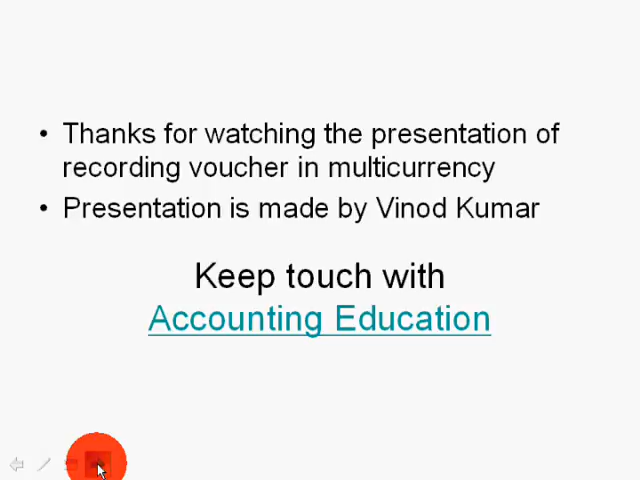 • Thanks for watching the presentation of
recording voucher in multicurrency
• Presentation is made by Vinod Kumar
Keep touch with
Accounting Education